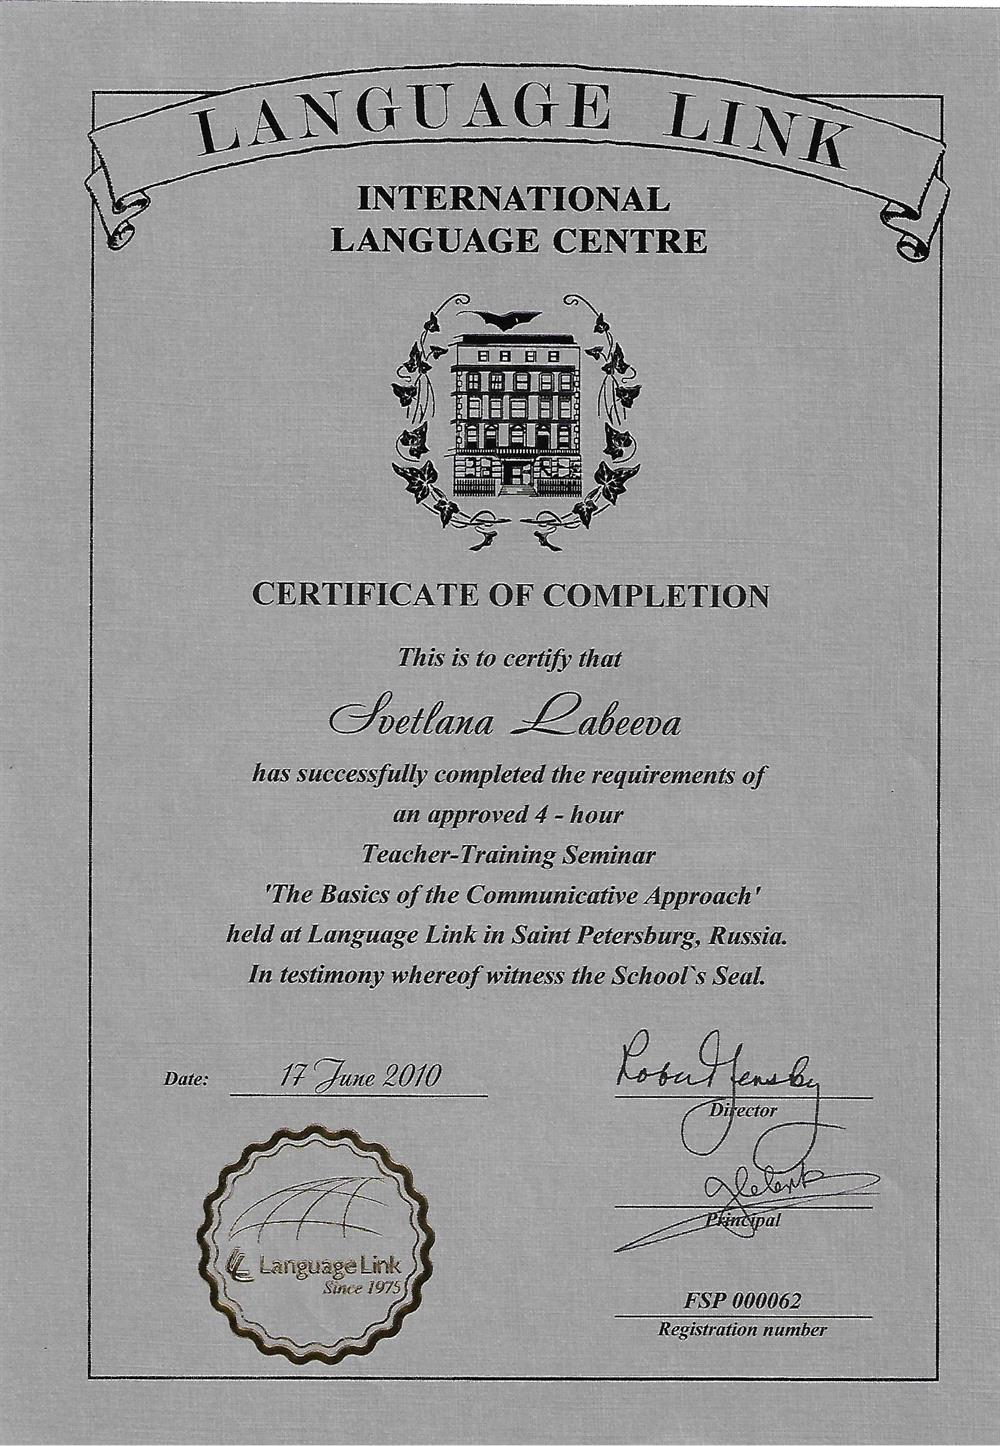 LANGUAGE LINK
INTERNATIONAL
LANGUAGE CENTRE
CERTIFICATE OF COMPLETION
This is to certify that
Svetlana Labeeva
has successfully completed the requirements of
an approved 4 - hour
Teacher-Training Seminar
'The Basics of the Communicative Approach'
held at Language Link in Saint Petersburg, Russia.
In testimony whereof witness the School`s Seal.
Date: 17 June 2010
Director
Principal
LL Language Link
Since 1975
FSP 000062
Registration number